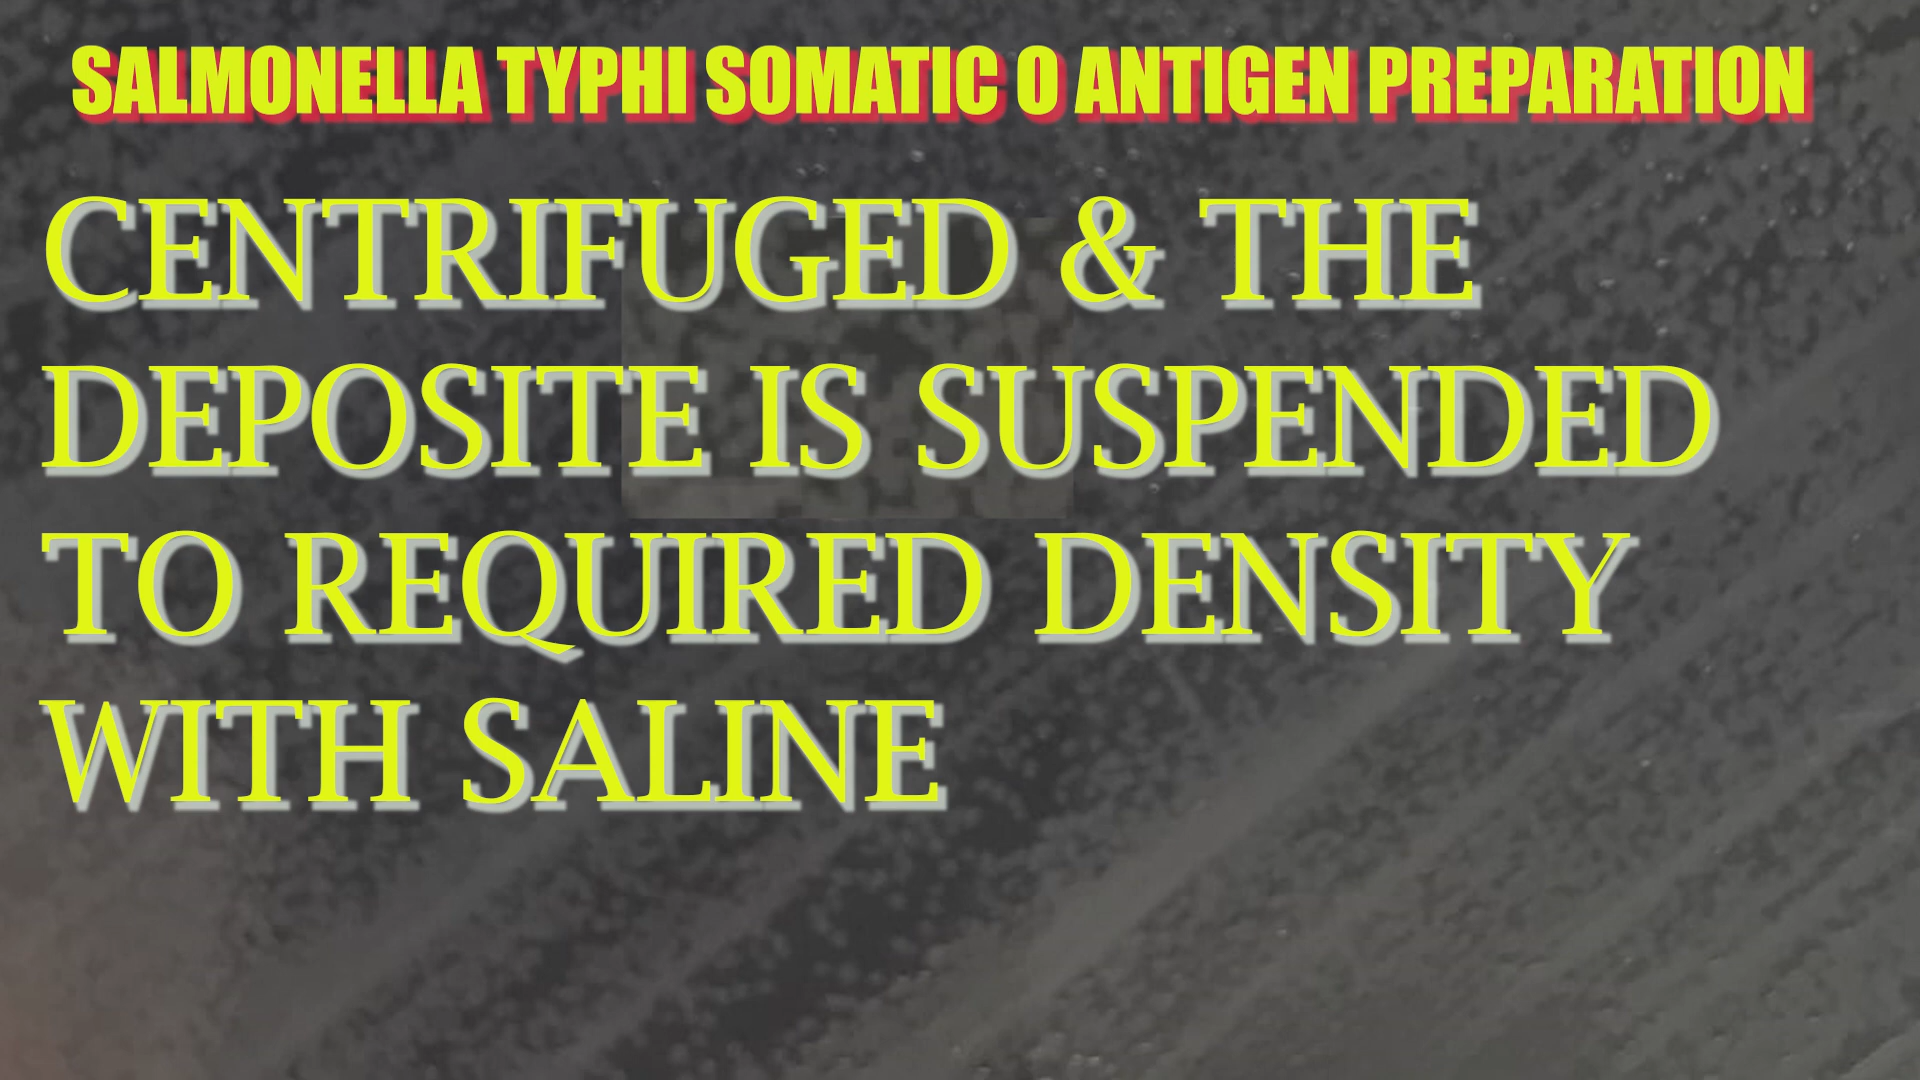 SALMONELLA TYPHI SOMATIC O ANTIGEN PREPARATION
CENTRIFUGED & THE
DEPOSITE IS SUSPENDED
TO REQUIRED DENSITY
WITH SALINE